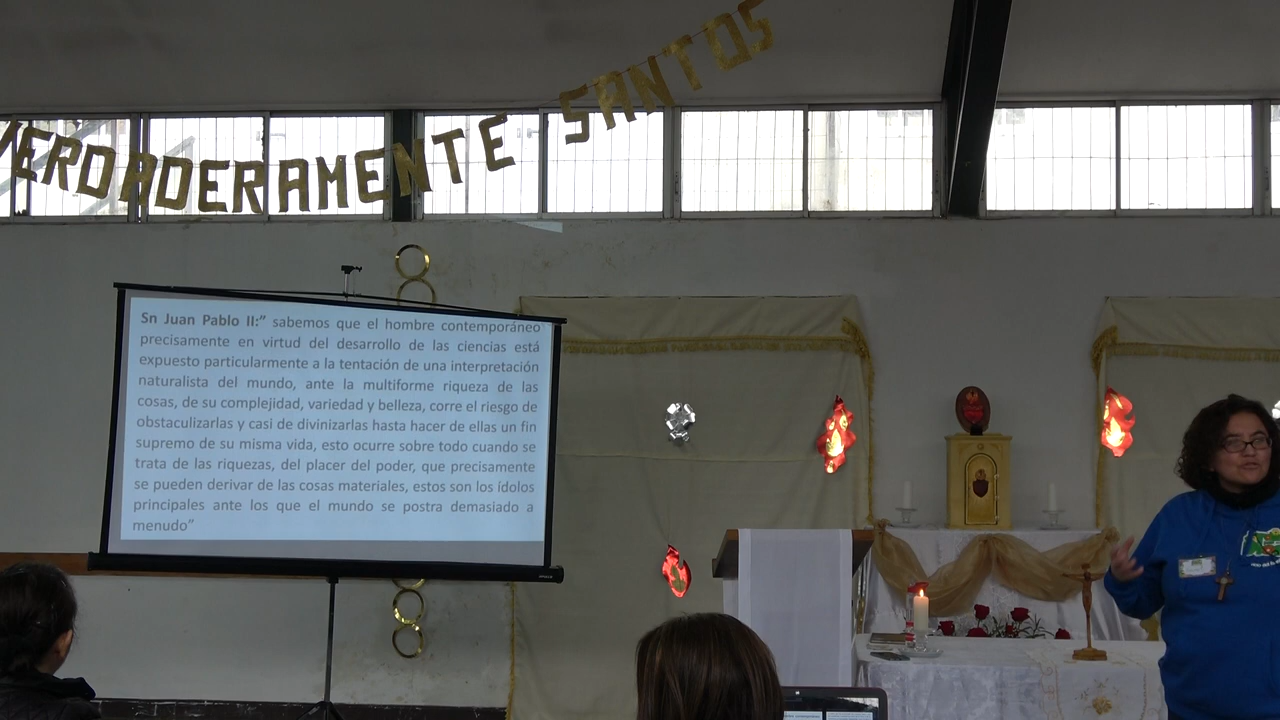 VERDADERAMENTE SANTOS
Sn Juan Pablo II:” sabemos que el hombre contemporáneo
precisamente en virtud del desarrollo de las ciencias está
expuesto particularmente a la tentación de una interpretación
naturalista del mundo, ante la multiforme riqueza de las
cosas, de su complejidad, variedad y belleza, corre el riesgo de
obstaculizarlas y casi de divinizarlas hasta hacer de ellas un fin
supremo de su misma vida, esto ocurre sobre todo cuando se
trata de las riquezas, del placer del poder, que precisamente
se pueden derivar de las cosas materiales, estos son los ídolos
principales ante los que el mundo se postra demasiado a
menudo”